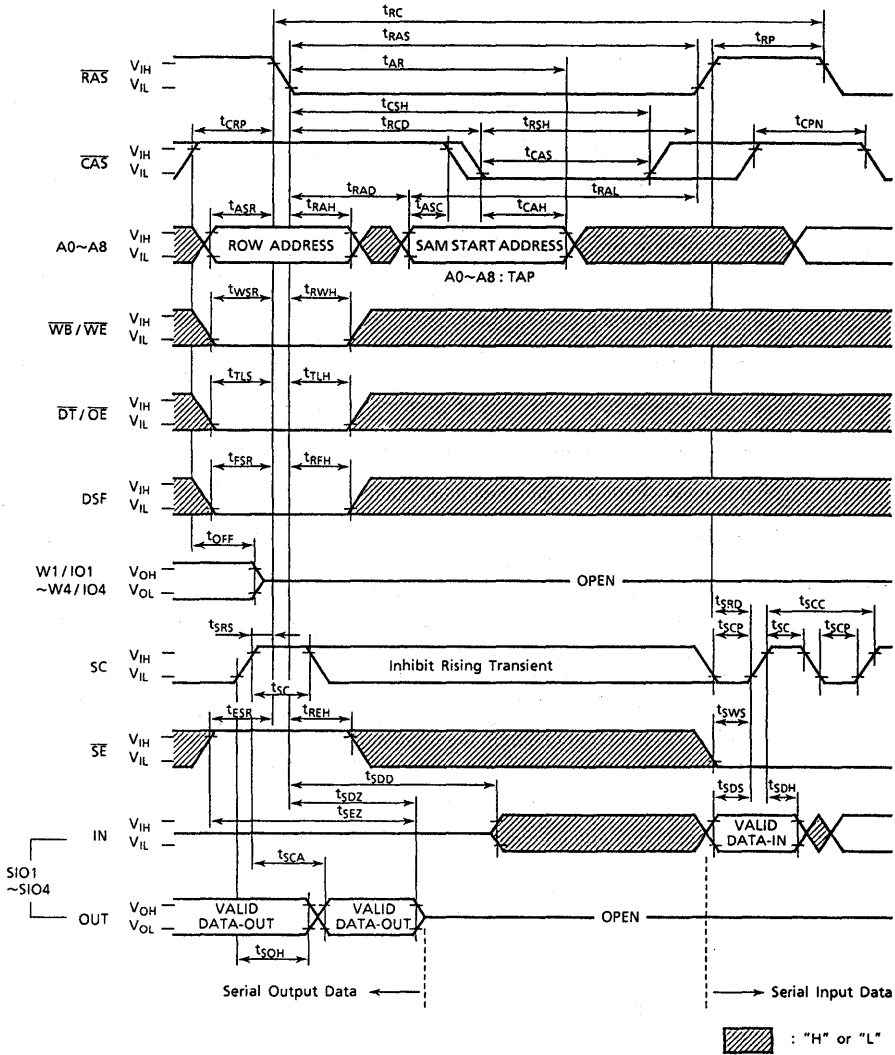 tRC
tRAS
tRP
tAR
RAS VIH
VIL
tCSH
tCRP tRCD tRSH tCPN
CAS VIH
VIL
tCAS
tRAD tRAL
tASR tRAH tASC tCAH
A0~A8 VIH
VIL
ROW ADDRESS SAM START ADDRESS
A0~A8 : TAP
tWSR tRWH
WB / WE VIH
VIL
tTLS tTLH
DT / OE VIH
VIL
tFSR tRFH
DSF VIH
VIL
tOFF
W1 / IO1
~W4 / IO4
VOH
VOL
OPEN
tSRD tSCC
tSRS tSCP tSC tSCP
SC VIH
VIL
Inhibit Rising Transient
tSC
tESR tREH tSWS
SE VIH
VIL
tSDD tSDS tSDH
tSDZ
tSEZ
IN VIH
VIL
VALID
DATA-IN
SIO1
~SIO4
tSCA
OUT VOH
VOL
VALID
DATA-OUT
VALID
DATA-OUT
OPEN
tSOH
Serial Output Data Serial Input Data
: "H" or "L"